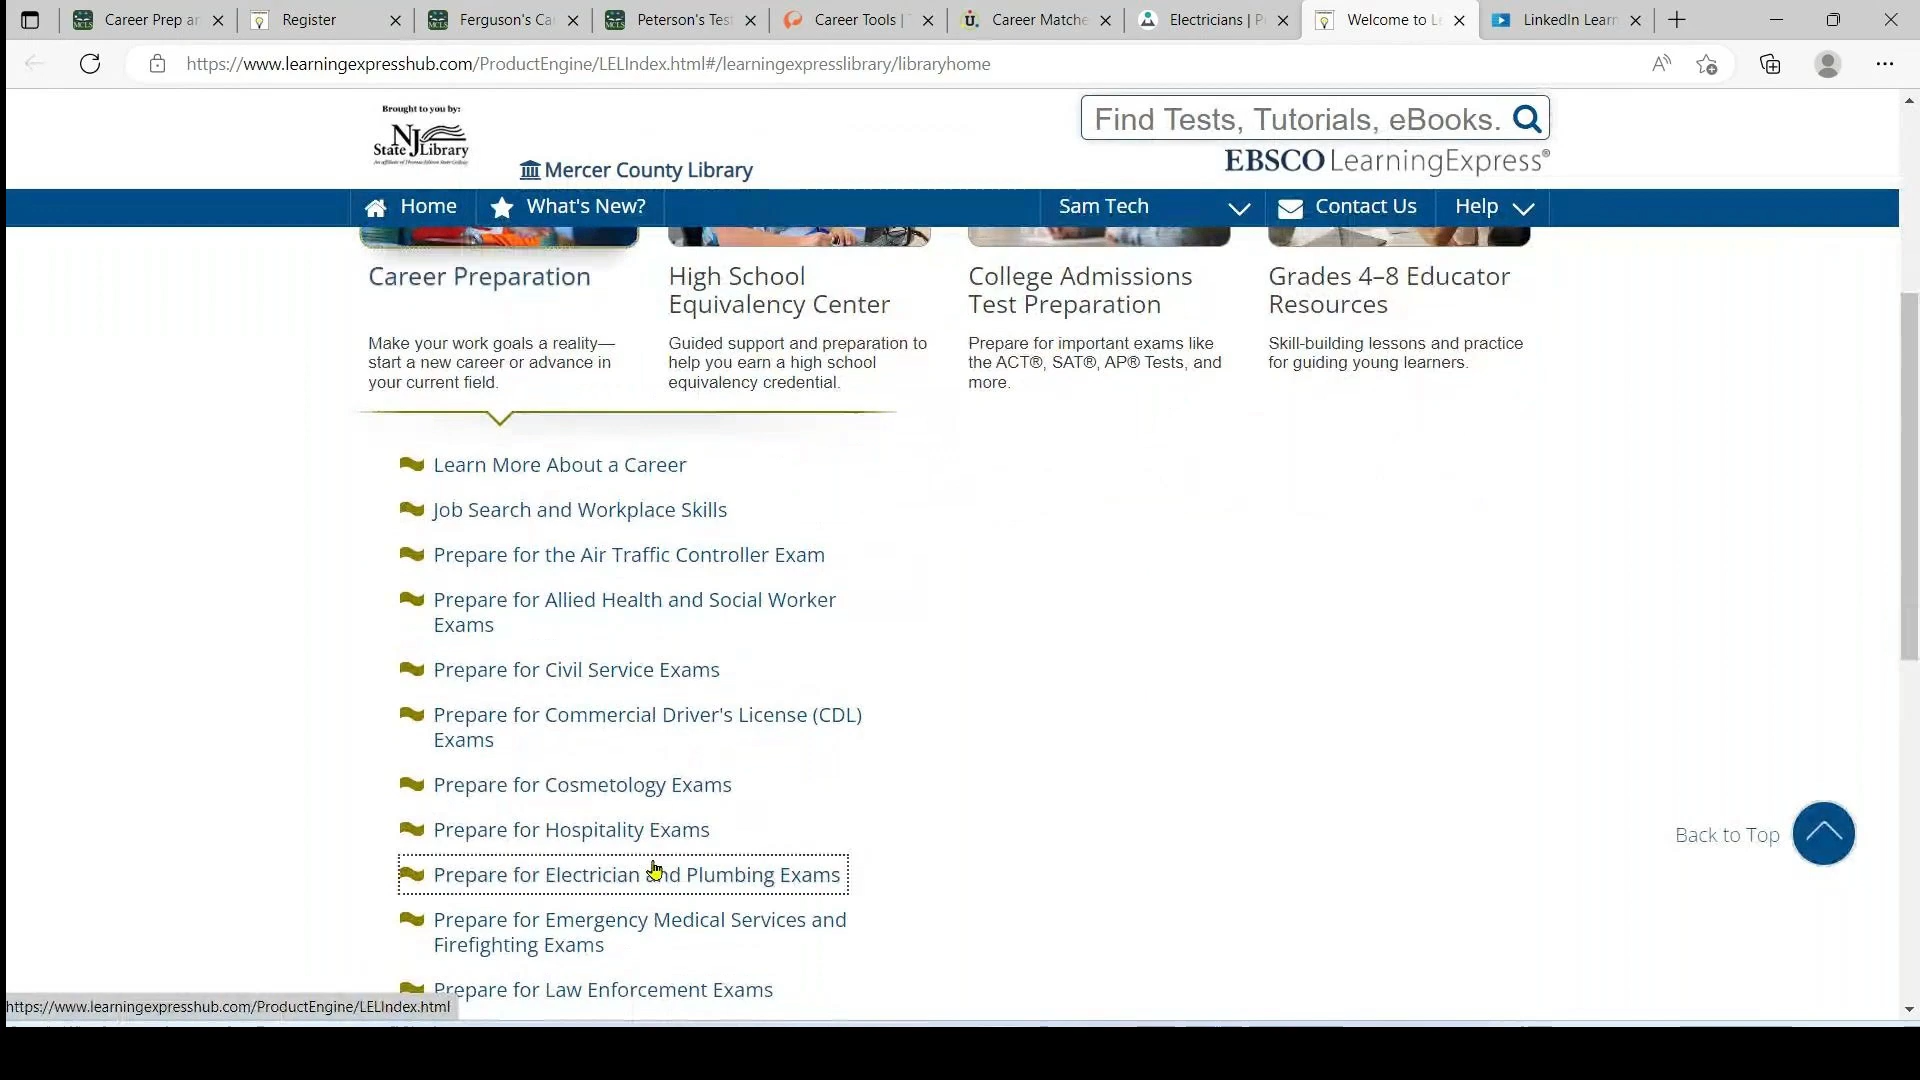 Career Prep an
Register
Ferguson's Ca
Peterson's Test
Career Tools | T
Career Matche
Electricians | P
Welcome to Le
LinkedIn Learn
https://www.learningexpresshub.com/ProductEngine/LELIndex.html#/learningexpresslibrary/libraryhome
Brought to you by:
NJ
State Library
Mercer County Library
Find Tests, Tutorials, eBooks.
EBSCO LearningExpress®
Home
What's New?
Sam Tech
Contact Us
Help
Career Preparation
Make your work goals a reality—
start a new career or advance in
your current field.
High School
Equivalency Center
Guided support and preparation to
help you earn a high school
equivalency credential.
College Admissions
Test Preparation
Prepare for important exams like
the ACT®, SAT®, AP® Tests, and
more.
Grades 4–8 Educator
Resources
Skill-building lessons and practice
for guiding young learners.
Learn More About a Career
Job Search and Workplace Skills
Prepare for the Air Traffic Controller Exam
Prepare for Allied Health and Social Worker
Exams
Prepare for Civil Service Exams
Prepare for Commercial Driver's License (CDL)
Exams
Prepare for Cosmetology Exams
Prepare for Hospitality Exams
Prepare for Electrician and Plumbing Exams
Prepare for Emergency Medical Services and
Firefighting Exams
Prepare for Law Enforcement Exams
Back to Top
https://www.learningexpresshub.com/ProductEngine/LELIndex.html